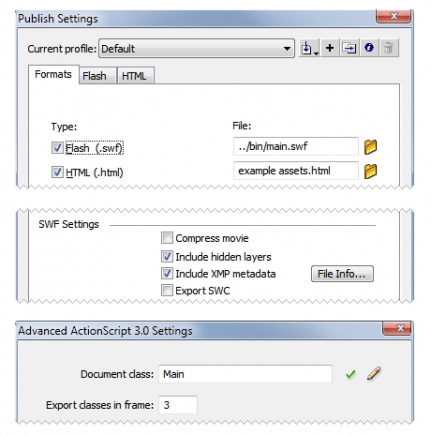 Publish Settings
Current profile: Default
Formats Flash HTML
Type: File:
Flash (.swf) ../bin/main.swf
HTML (.html) example assets.html
SWF Settings
Compress movie
Include hidden layers
Include XMP metadata File Info...
Export SWC
Advanced ActionScript 3.0 Settings
Document class: Main
Export classes in frame: 3